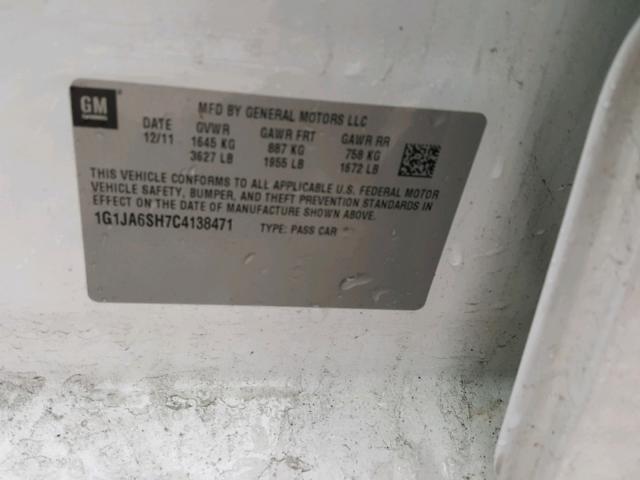 GM
MFD BY GENERAL MOTORS LLC
DATE GVWR GAWR FRT GAWR RR
12/11 1645 KG 887 KG 758 KG
3627 LB 1955 LB 1672 LB
THIS VEHICLE CONFORMS TO ALL APPLICABLE U.S. FEDERAL MOTOR
VEHICLE SAFETY, BUMPER, AND THEFT PREVENTION STANDARDS IN
EFFECT ON THE DATE OF MANUFACTURE SHOWN ABOVE.
1G1JA6SH7C4138471 TYPE: PASS CAR